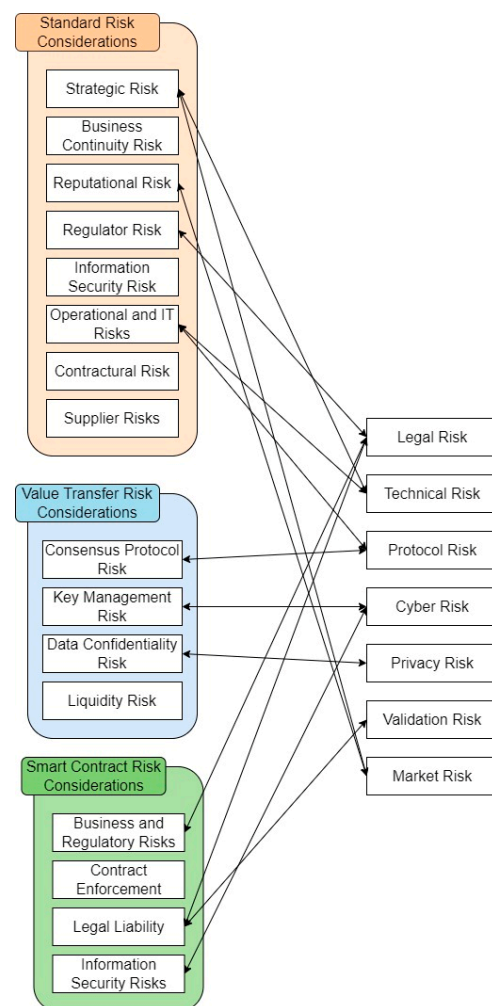 Standard Risk
Considerations
Strategic Risk
Business
Continuity Risk
Reputational Risk
Regulator Risk
Information
Security Risk
Operational and IT
Risks
Contractural Risk
Supplier Risks
Value Transfer Risk
Considerations
Consensus Protocol
Risk
Key Management
Risk
Data Confidentiality
Risk
Liquidity Risk
Smart Contract Risk
Considerations
Business and
Regulatory Risks
Contract
Enforcement
Legal Liability
Information
Security Risks
Legal Risk
Technical Risk
Protocol Risk
Cyber Risk
Privacy Risk
Validation Risk
Market Risk